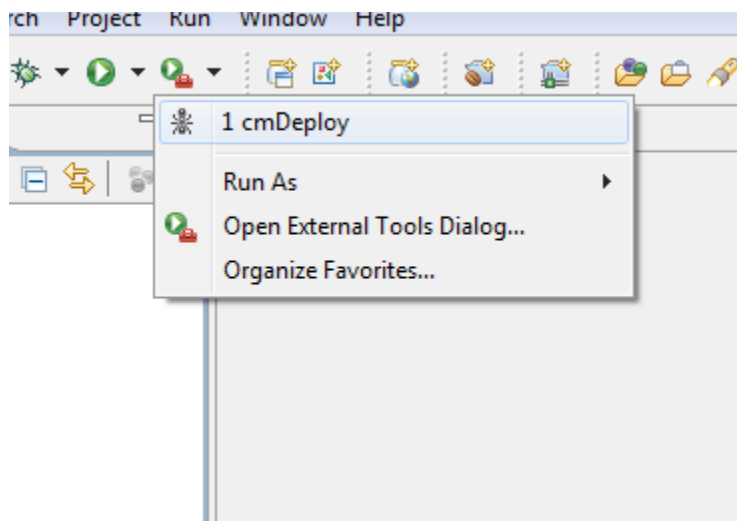 rch Project Run Window Help
1 cmDeploy
Run As
Open External Tools Dialog...
Organize Favorites...